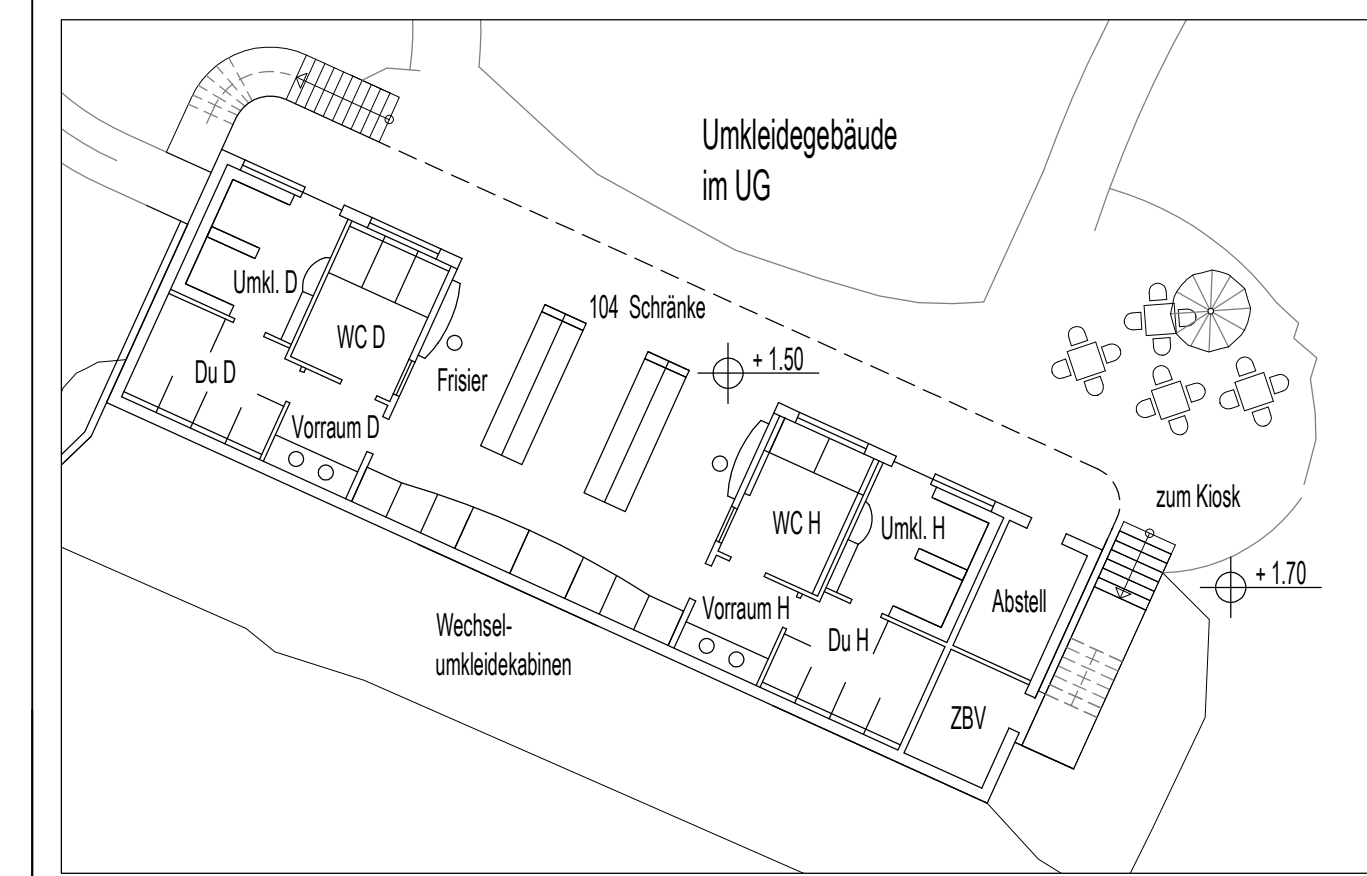 Umkleidegebäude
im UG
Umkl. D
104 Schränke
WC D
+ 1.50
Du D
Frisier
Vorraum D
zum Kiosk
WC H
Umkl. H
+ 1.70
Abstell
Vorraum H
Wechsel-
umkleidekabinen
Du H
ZBV